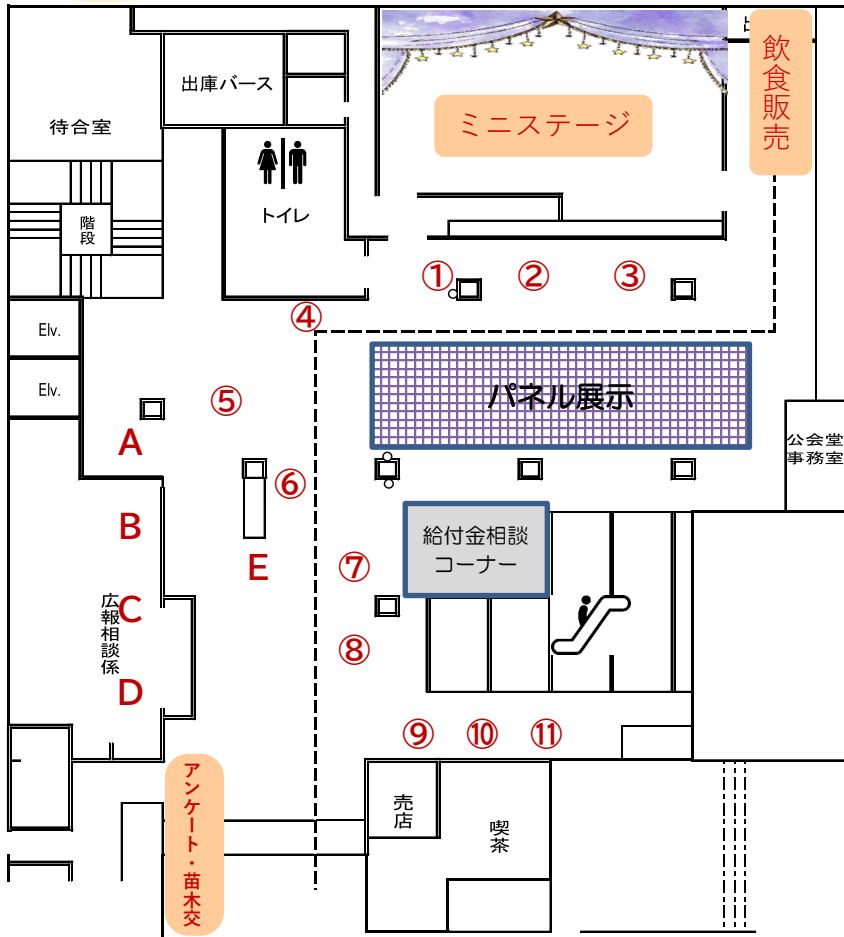 出庫バース
待合室
階段
トイレ
ミニステージ
飲食販売
①
②
③
④
Elv.
Elv.
パネル展示
⑤
A
公会堂
事務室
⑥
B
給付金相談
コーナー
E
⑦
C
広報相談係
⑧
D
⑨
⑩
⑪
アンケート・苗木交
売店
喫茶